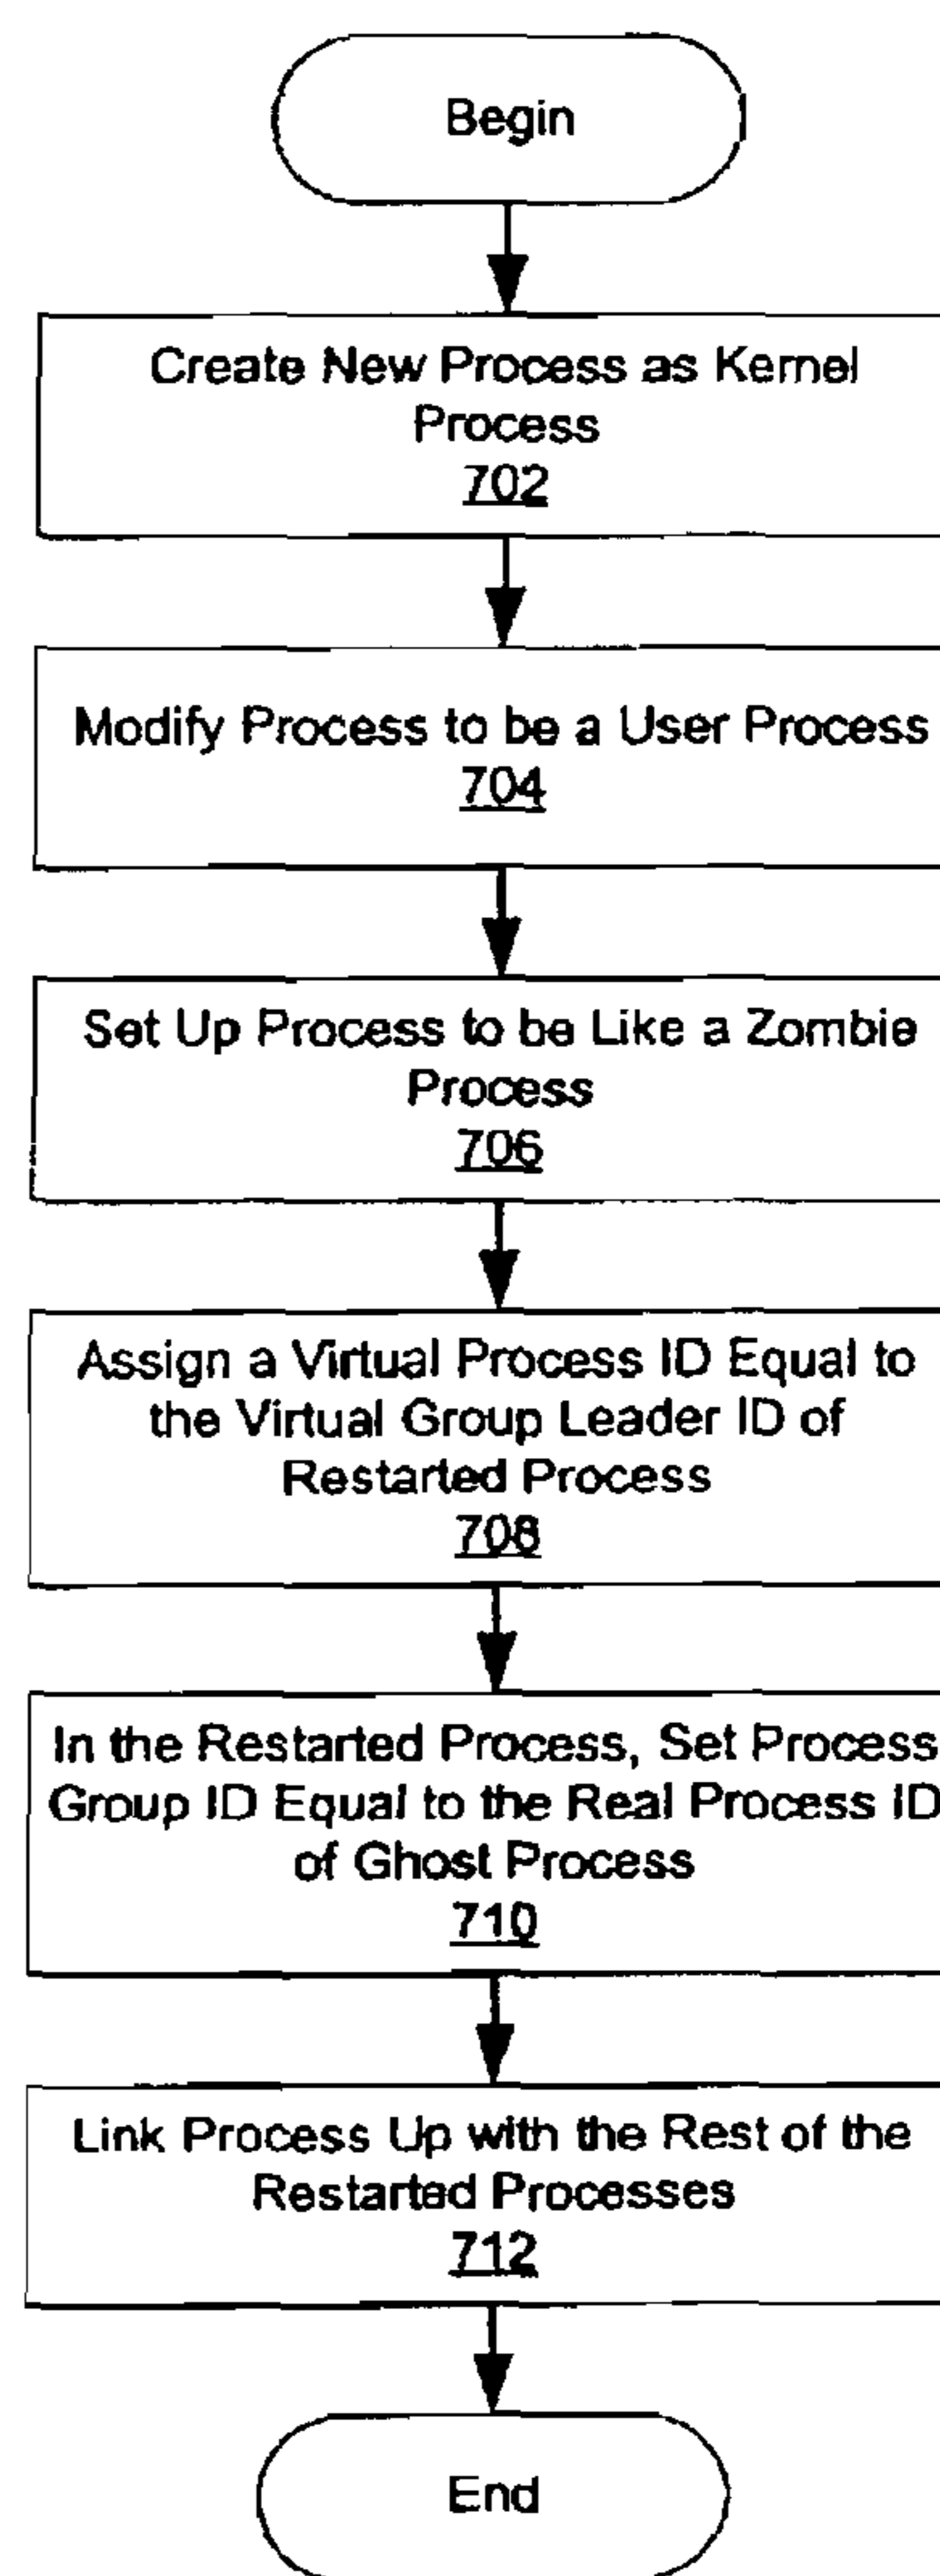 Begin
Create New Process as Kernel
Process
702
Modify Process to be a User Process
704
Set Up Process to be Like a Zombie
Process
706
Assign a Virtual Process ID Equal to
the Virtual Group Leader ID of
Restarted Process
708
In the Restarted Process, Set Process
Group ID Equal to the Real Process ID
of Ghost Process
710
Link Process Up with the Rest of the
Restarted Processes
712
End